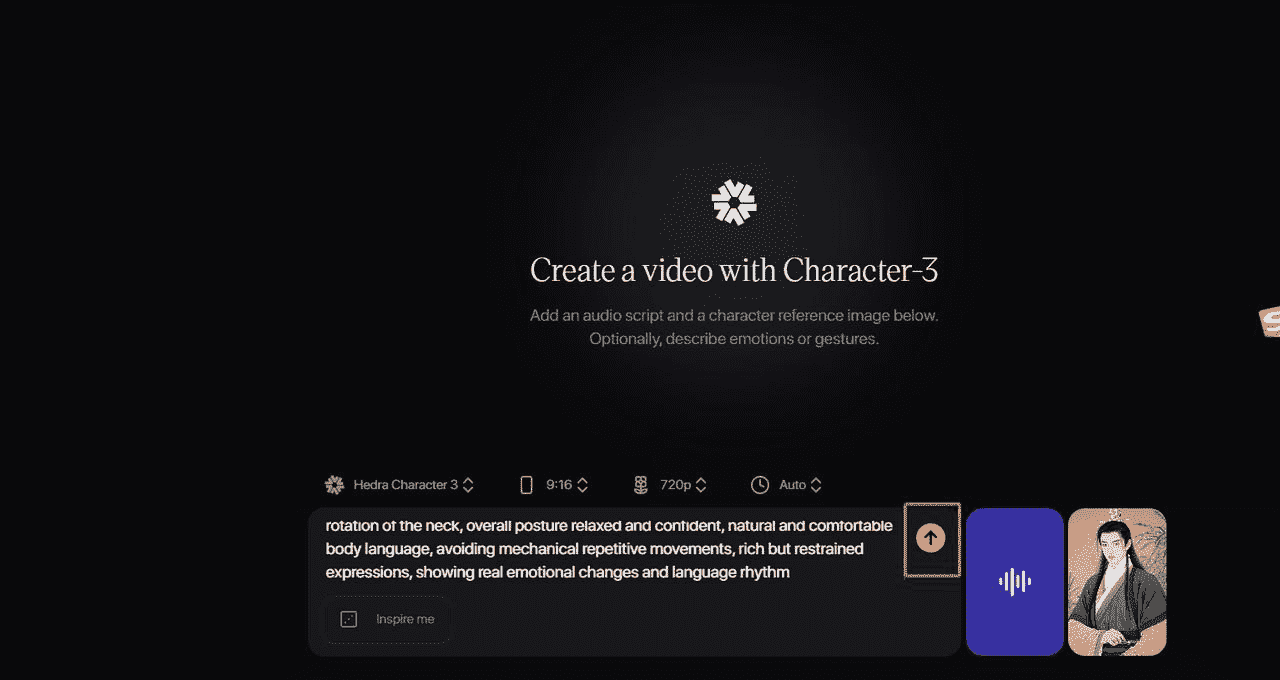 Create a video with Character-3
Add an audio script and a character reference image below.
Optionally, describe emotions or gestures.
Hedra Character 3
9:16
720p
Auto
rotation of the neck, overall posture relaxed and confident, natural and comfortable
body language, avoiding mechanical repetitive movements, rich but restrained
expressions, showing real emotional changes and language rhythm
Inspire me